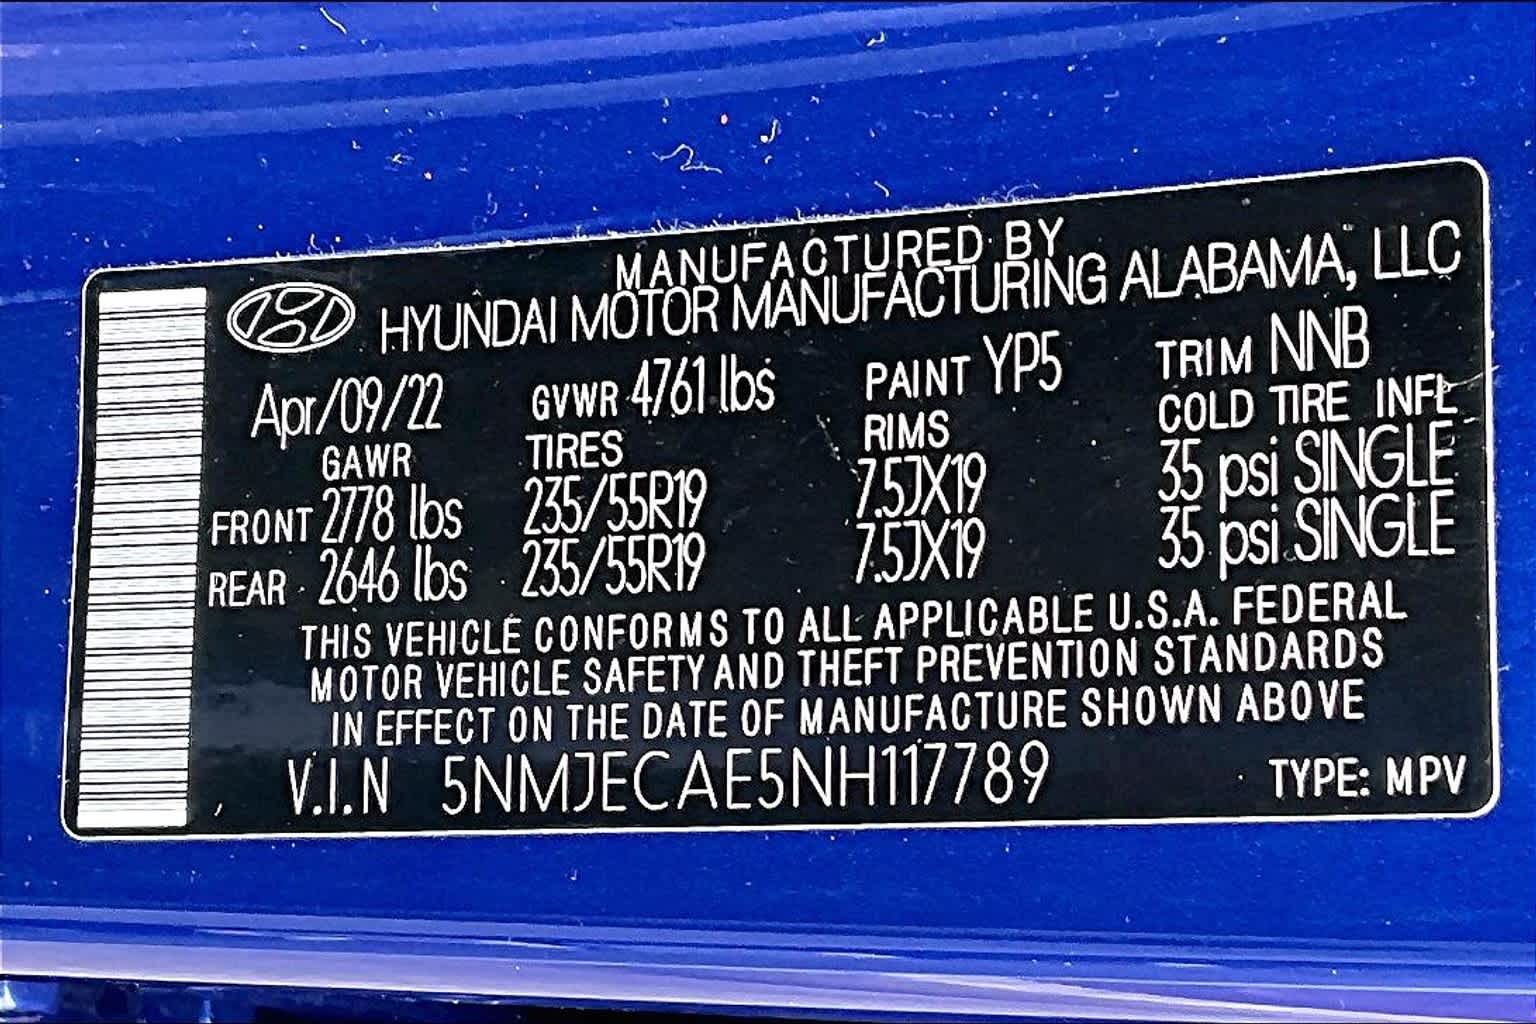 MANUFACTURED BY
HYUNDAI MOTOR MANUFACTURING ALABAMA, LLC
Apr/09/22 GVWR 4761 lbs PAINT YP5 TRIM NNB
GAWR TIRES RIMS COLD TIRE INFL
FRONT 2778 lbs 235/55R19 7.5JX19 35 psi SINGLE
REAR 2646 lbs 235/55R19 7.5JX19 35 psi SINGLE
THIS VEHICLE CONFORMS TO ALL APPLICABLE U.S.A. FEDERAL
MOTOR VEHICLE SAFETY AND THEFT PREVENTION STANDARDS
IN EFFECT ON THE DATE OF MANUFACTURE SHOWN ABOVE
V.I.N 5NMJECAE5NH117789 TYPE: MPV